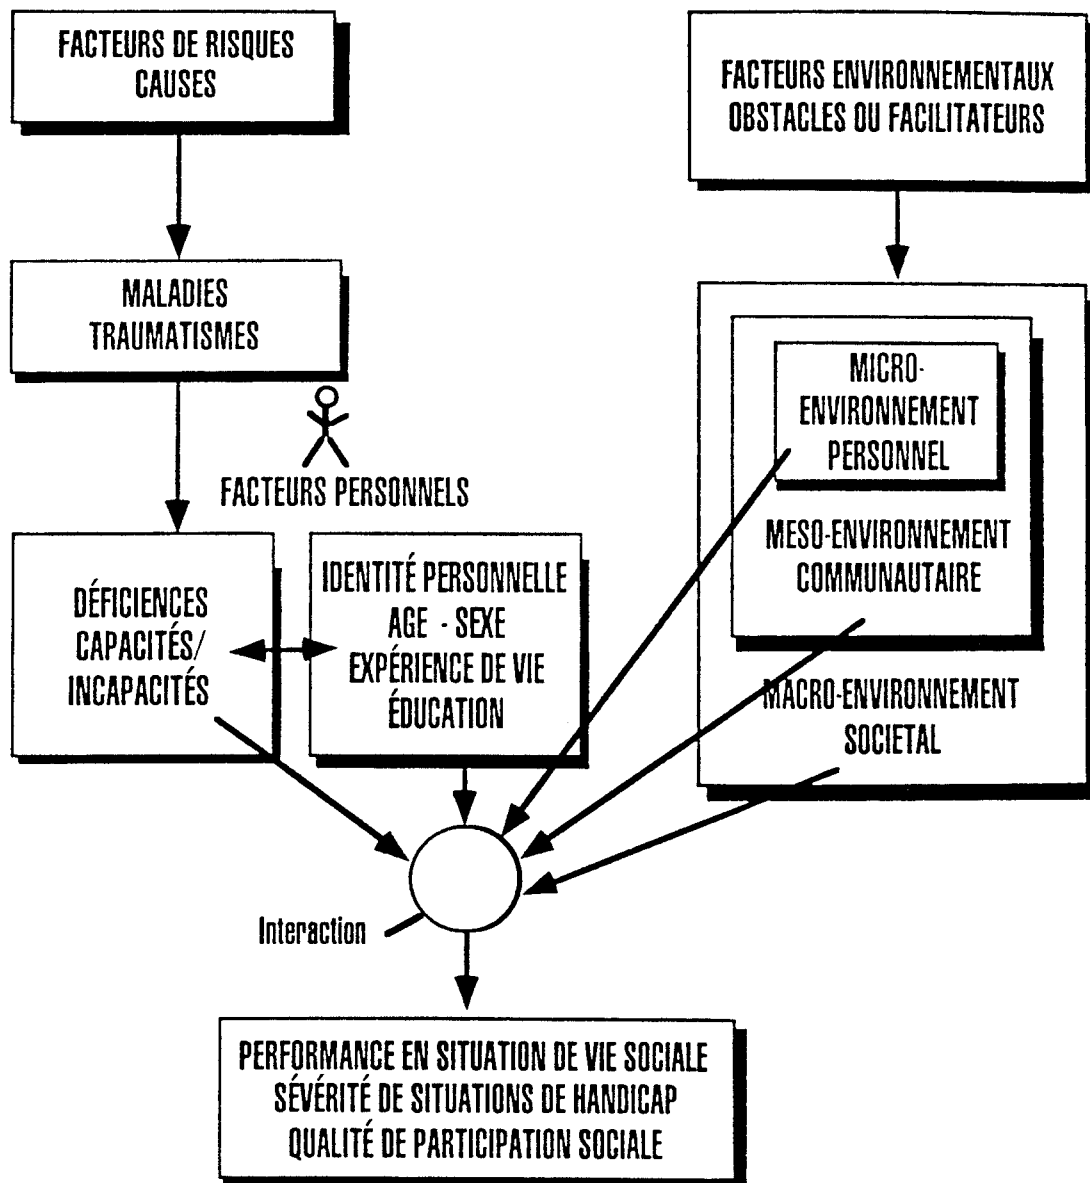 FACTEURS DE RISQUES
CAUSES
FACTEURS ENVIRONNEMENTAUX
OBSTACLES OU FACILITATEURS
MALADIES
TRAUMATISMES
FACTEURS PERSONNELS
DÉFICIENCES
CAPACITÉS/
INCAPACITÉS
IDENTITÉ PERSONNELLE
AGE - SEXE
EXPÉRIENCE DE VIE
ÉDUCATION
MICRO-
ENVIRONNEMENT
PERSONNEL
MESO-ENVIRONNEMENT
COMMUNAUTAIRE
MACRO-ENVIRONNEMENT
SOCIETAL
Interaction
PERFORMANCE EN SITUATION DE VIE SOCIALE
SÉVÉRITÉ DE SITUATIONS DE HANDICAP
QUALITÉ DE PARTICIPATION SOCIALE